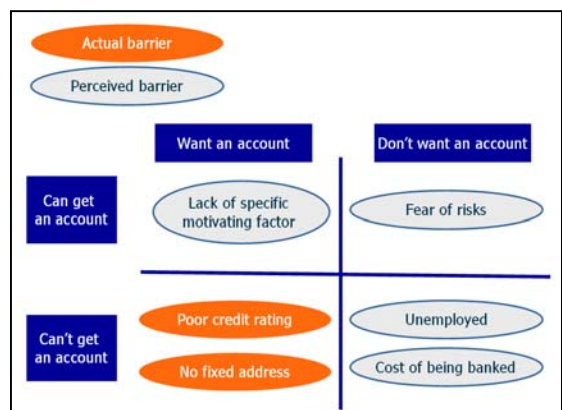 Actual barrier
Perceived barrier
Want an account
Don't want an account
Can get
an account
Lack of specific
motivating factor
Fear of risks
Can't get
an account
Poor credit rating
No fixed address
Unemployed
Cost of being banked